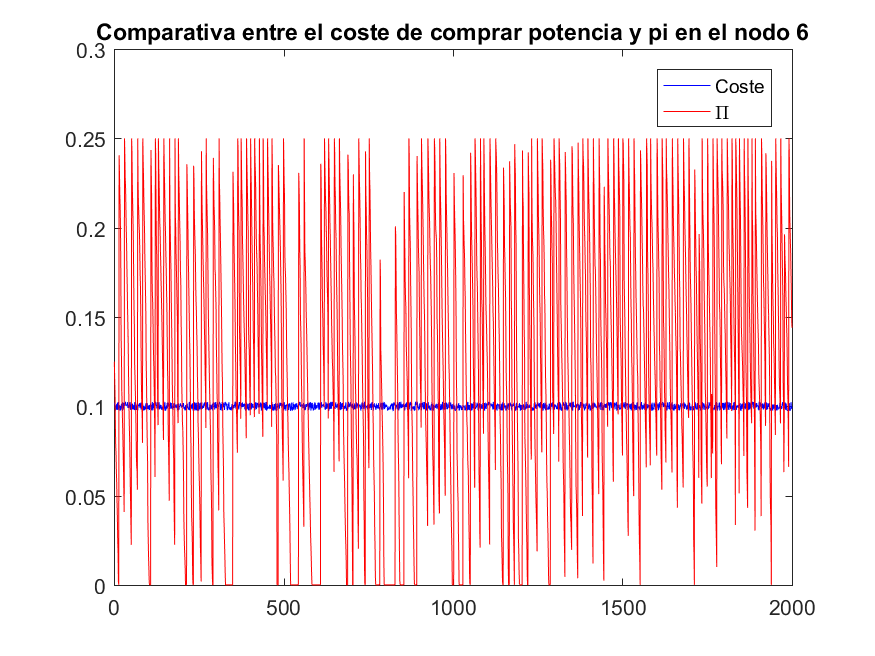 Comparativa entre el coste de comprar potencia y pi en el nodo 6
0.3
0.25
0.2
0.15
0.1
0.05
0
Coste
Π
0 500 1000 1500 2000